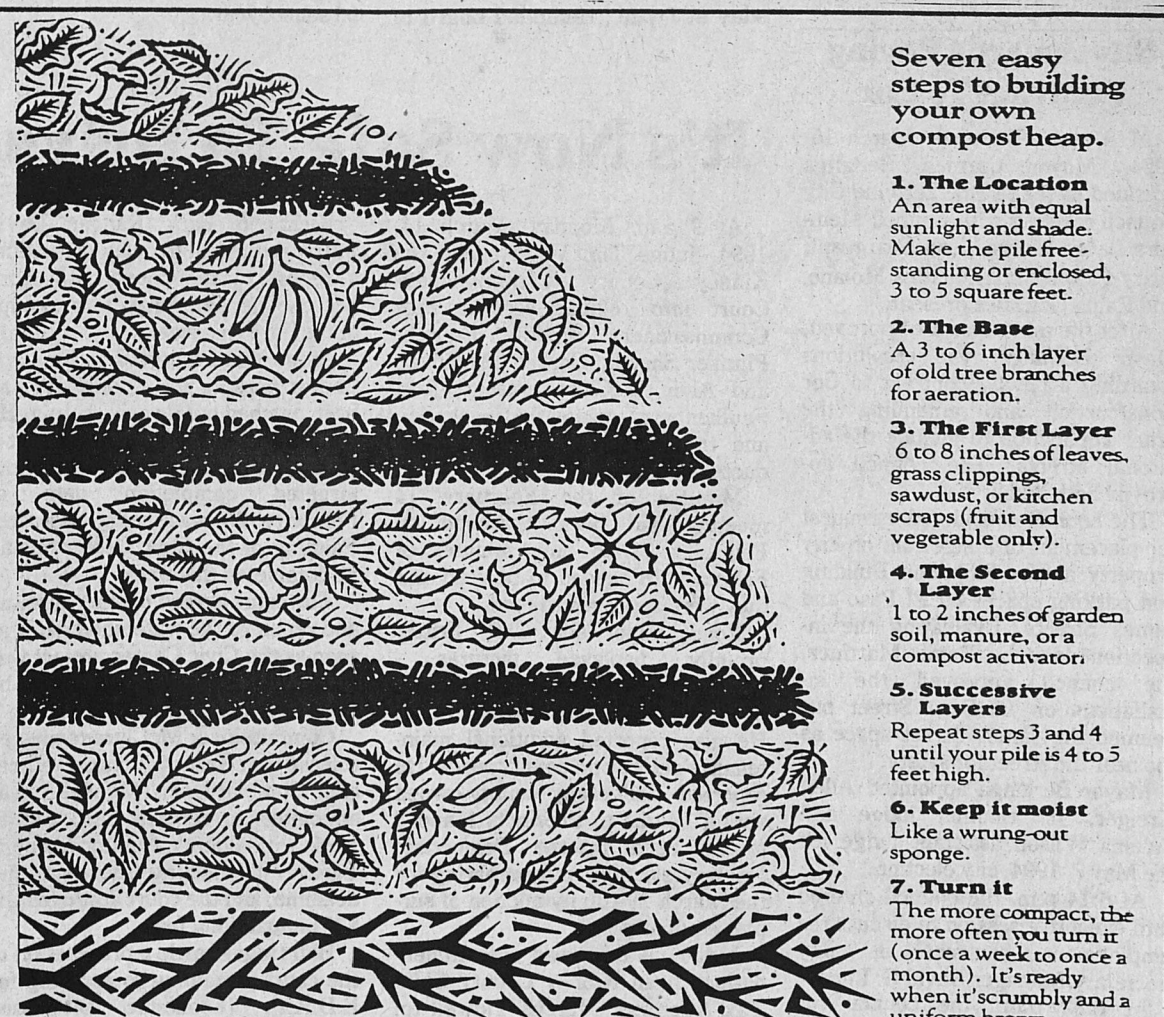 Seven easy
steps to building
your own
compost heap.
1. The Location
An area with equal
sunlight and shade.
Make the pile free-
standing or enclosed,
3 to 5 square feet.
2. The Base
A 3 to 6 inch layer
of old tree branches
for aeration.
3. The First Layer
6 to 8 inches of leaves,
grass clippings,
sawdust, or kitchen
scraps (fruit and
vegetable only).
4. The Second
Layer
1 to 2 inches of garden
soil, manure, or a
compost activator.
5. Successive
Layers
Repeat steps 3 and 4
until your pile is 4 to 5
feet high.
6. Keep it moist
Like a wrung-out
sponge.
7. Turn it
The more compact, the
more often you turn it
(once a week to once a
month). It's ready
when it's crumbly and a
uniform brown